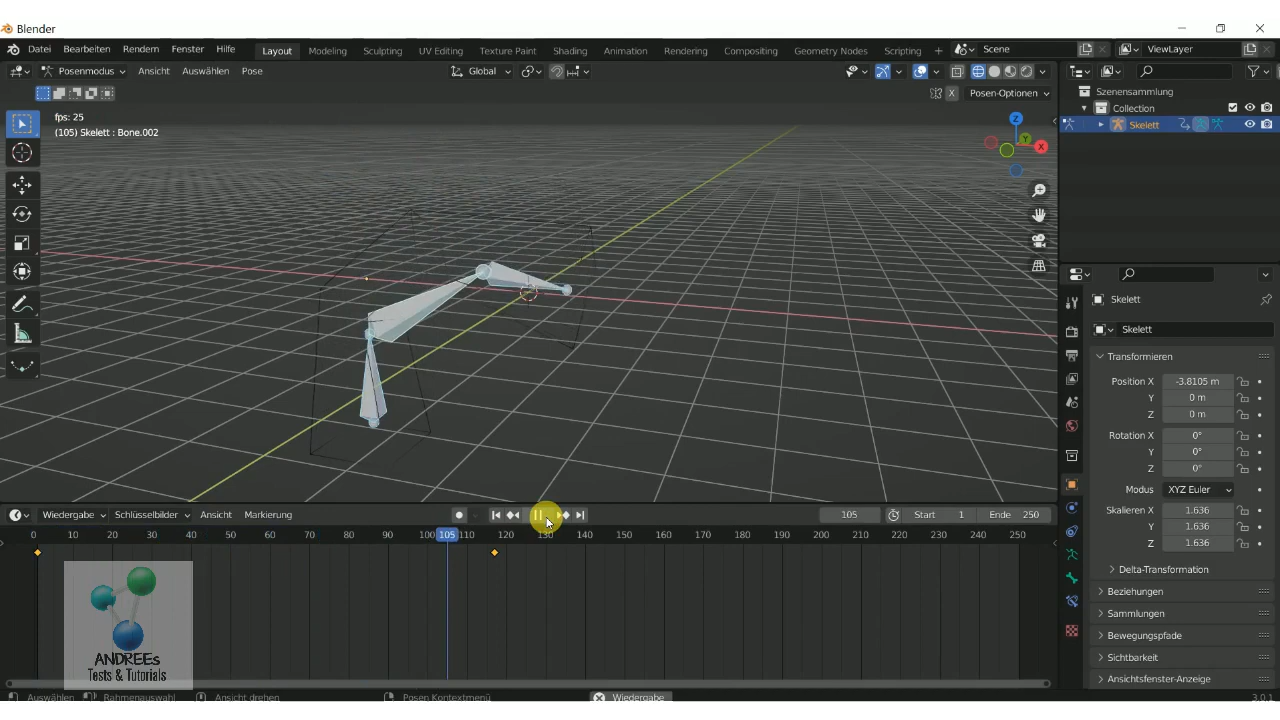 Blender
Datei Bearbeiten Rendern Fenster Hilfe Layout Modeling Sculpting UV Editing Texture Paint Shading Animation Rendering Compositing Geometry Nodes Scripting + Scene ViewLayer
Posenmodus Ansicht Auswählen Pose Global
X Posen-Optionen
Szenensammlung
Collection
Skelett
fps: 25
(105) Skelett : Bone.002
Z
Y
X
Skelett
Skelett
Transformieren
Position X -3.8105 m
Y 0 m
Z 0 m
Rotation X 0°
Y 0°
Z 0°
Modus XYZ Euler
Skalieren X 1.636
Y 1.636
Z 1.636
Delta-Transformation
Beziehungen
Sammlungen
Bewegungspfade
Sichtbarkeit
Ansichtsfenster-Anzeige
Wiedergabe Schlüsselbilder Ansicht Markierung 105 Start 1 Ende 250
0 10 20 30 40 50 60 70 80 90 100 105 110 120 130 140 150 160 170 180 190 200 210 220 230 240 250
ANDREEs
Tests & Tutorials
Auswählen Rahmenauswahl Ansicht drehen Posen Kontextmenü Wiedergabe 3.0.1